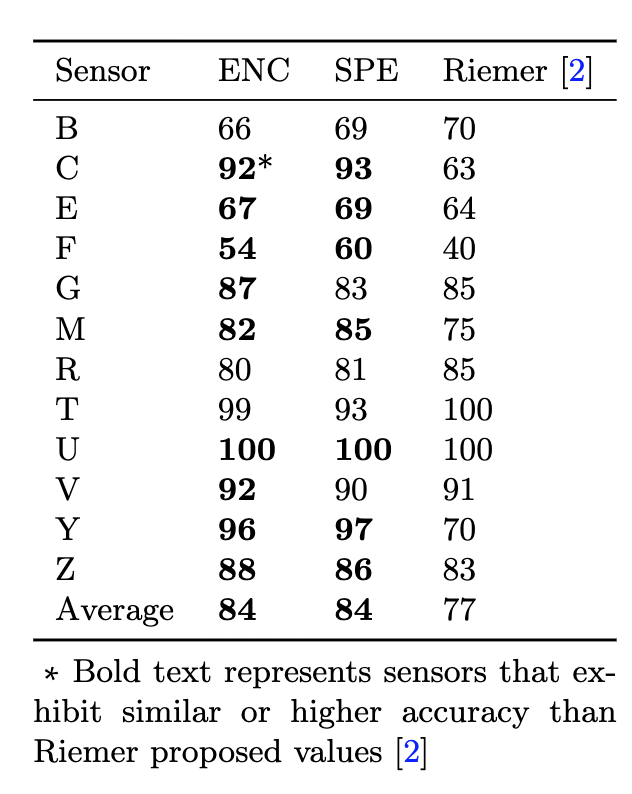 Sensor ENC SPE Riemer [2]
B 66 69 70
C 92* 93 63
E 67 69 64
F 54 60 40
G 87 83 85
M 82 85 75
R 80 81 85
T 99 93 100
U 100 100 100
V 92 90 91
Y 96 97 70
Z 88 86 83
Average 84 84 77
* Bold text represents sensors that ex-
hibit similar or higher accuracy than
Riemer proposed values [2]